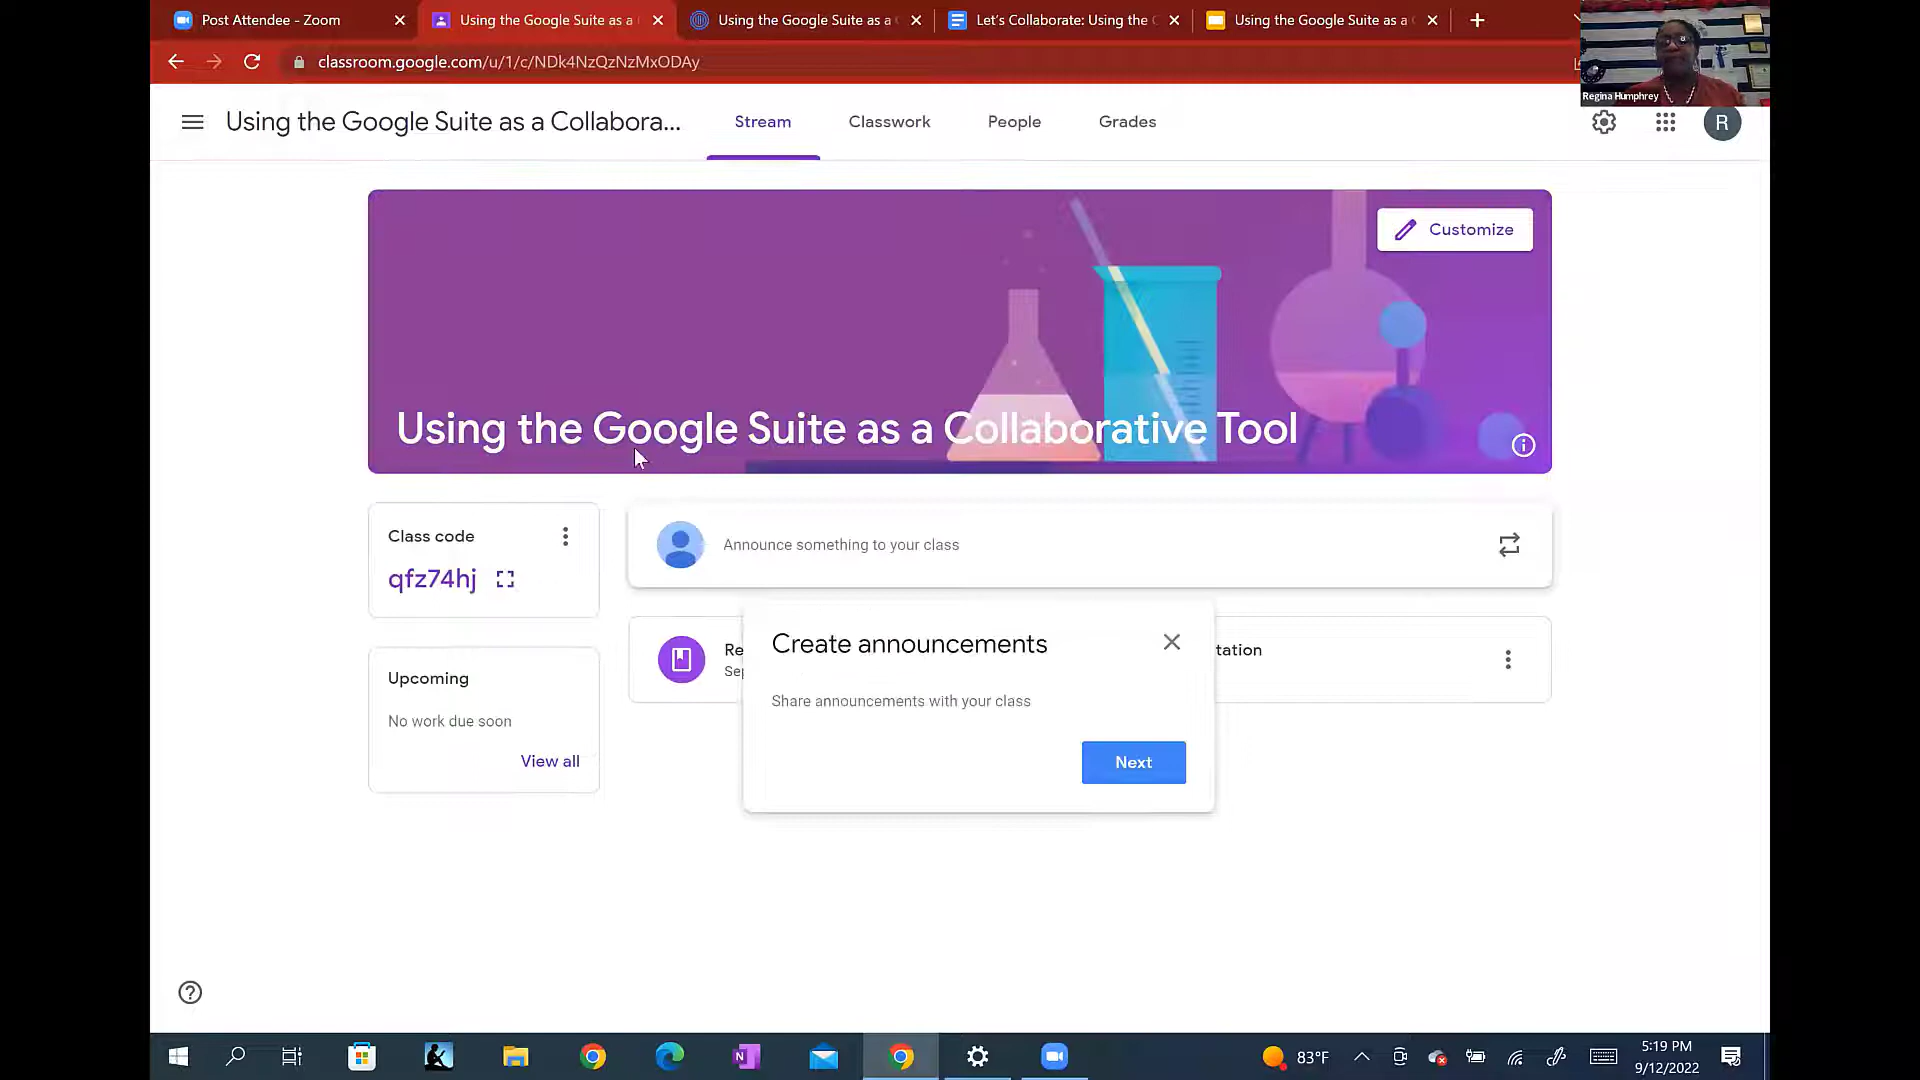 Post Attendee - Zoom
Using the Google Suite as a
Using the Google Suite as a
Let's Collaborate: Using the
Using the Google Suite as a
classroom.google.com/u/1/c/NDk4NzQzNzMxODAy
Regina Humphrey
Using the Google Suite as a Collabora...
Stream
Classwork
People
Grades
R
Customize
Using the Google Suite as a Collaborative Tool
Class code
qfz74hj
Announce something to your class
Upcoming
No work due soon
View all
Re
tation
Sep
Create announcements
Share announcements with your class
Next
83°F
5:19 PM
9/12/2022